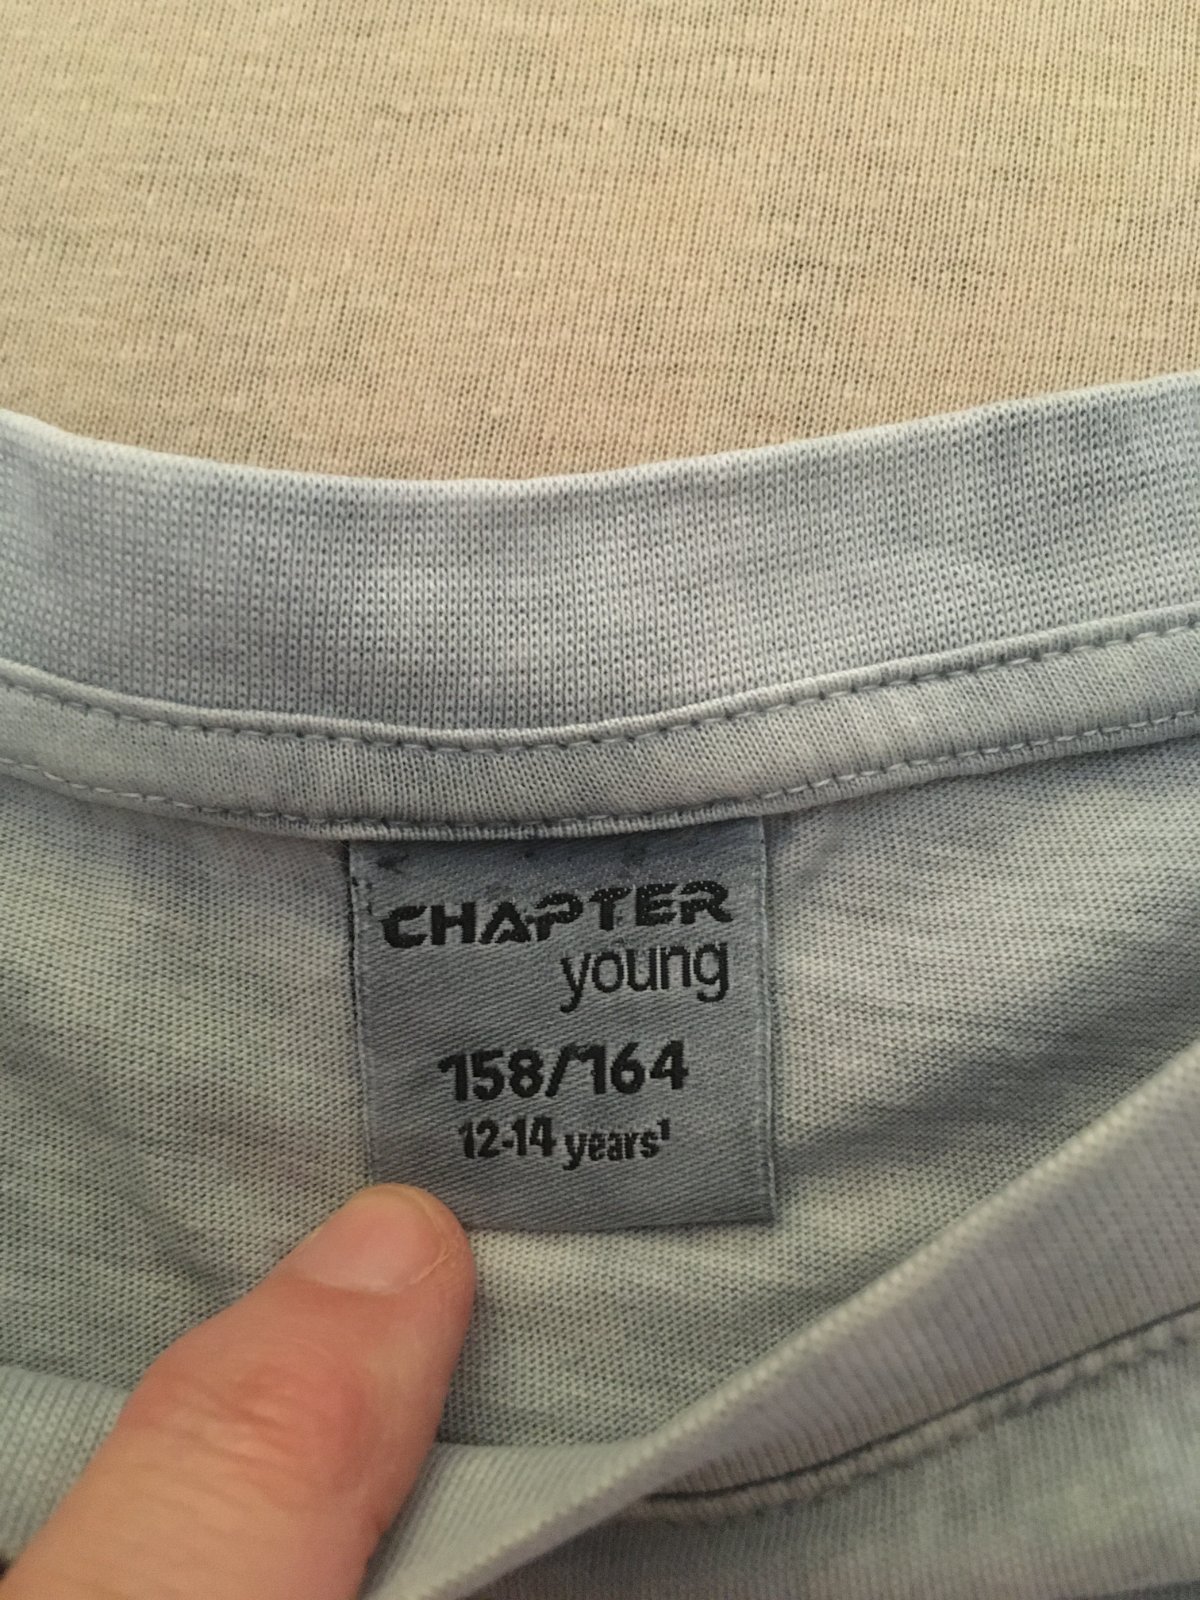 CHAPTER
young
158/164
12-14 years¹